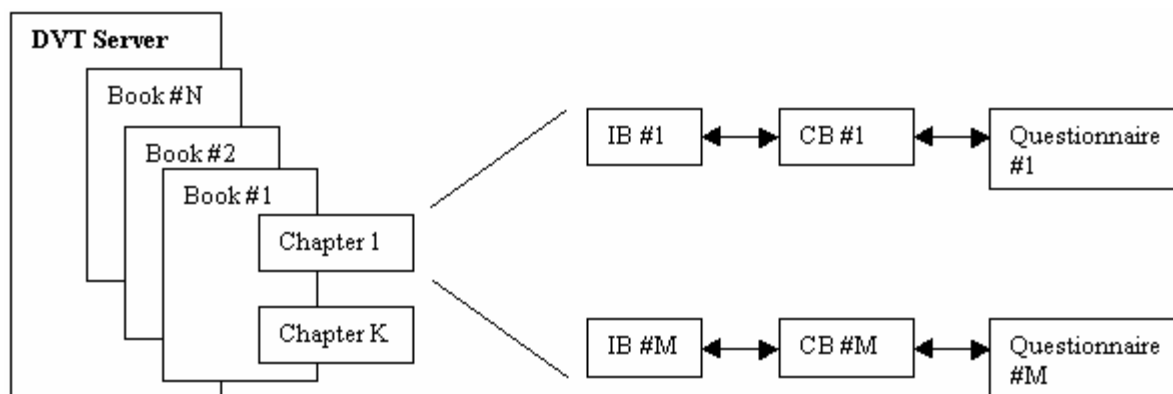 DVT Server
Book #N
Book #2
Book #1
Chapter 1
Chapter K
IB #1
CB #1
Questionnaire
#1
IB #M
CB #M
Questionnaire
#M